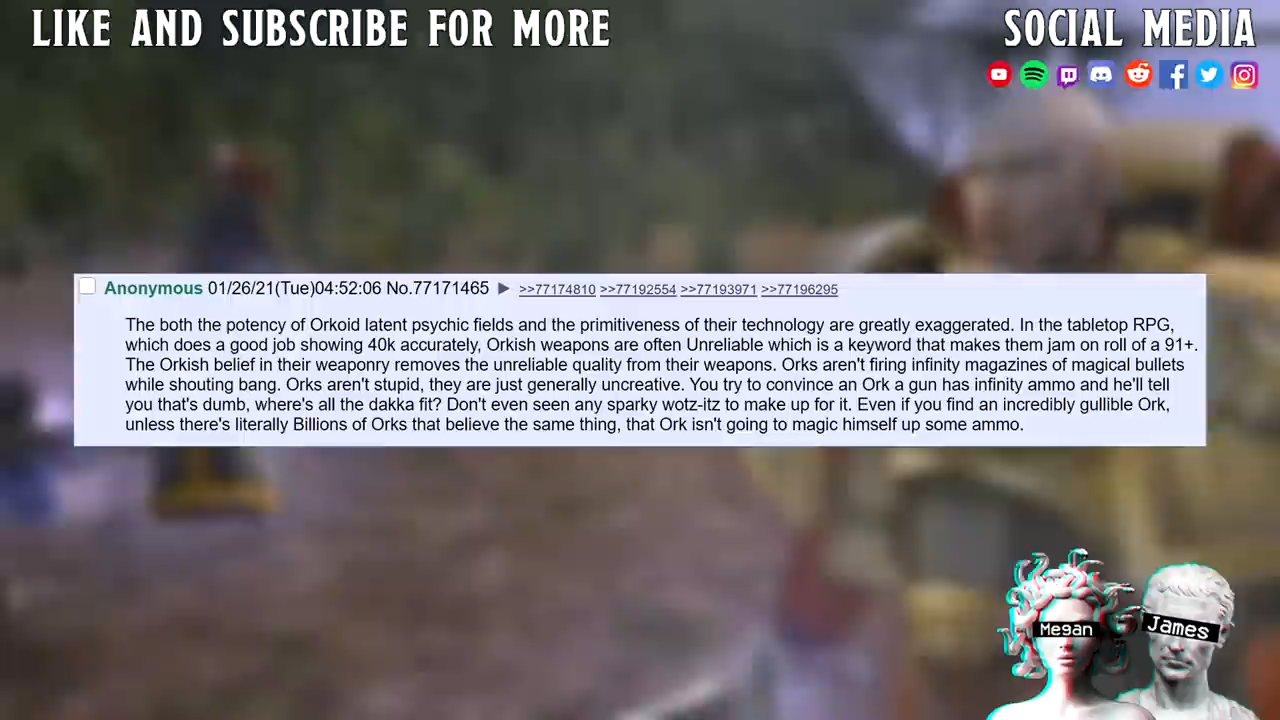 LIKE AND SUBSCRIBE FOR MORE
SOCIAL MEDIA
Anonymous 01/26/21(Tue)04:52:06 No.77171465 ▶ >>77174810 >>77192554 >>77193971 >>77196295
The both the potency of Orkoid latent psychic fields and the primitiveness of their technology are greatly exaggerated. In the tabletop RPG,
which does a good job showing 40k accurately, Orkish weapons are often Unreliable which is a keyword that makes them jam on roll of a 91+.
The Orkish belief in their weaponry removes the unreliable quality from their weapons. Orks aren't firing infinity magazines of magical bullets
while shouting bang. Orks aren't stupid, they are just generally uncreative. You try to convince an Ork a gun has infinity ammo and he'll tell
you that's dumb, where's all the dakka fit? Don't even seen any sparky wotz-itz to make up for it. Even if you find an incredibly gullible Ork,
unless there's literally Billions of Orks that believe the same thing, that Ork isn't going to magic himself up some ammo.
Megan
James